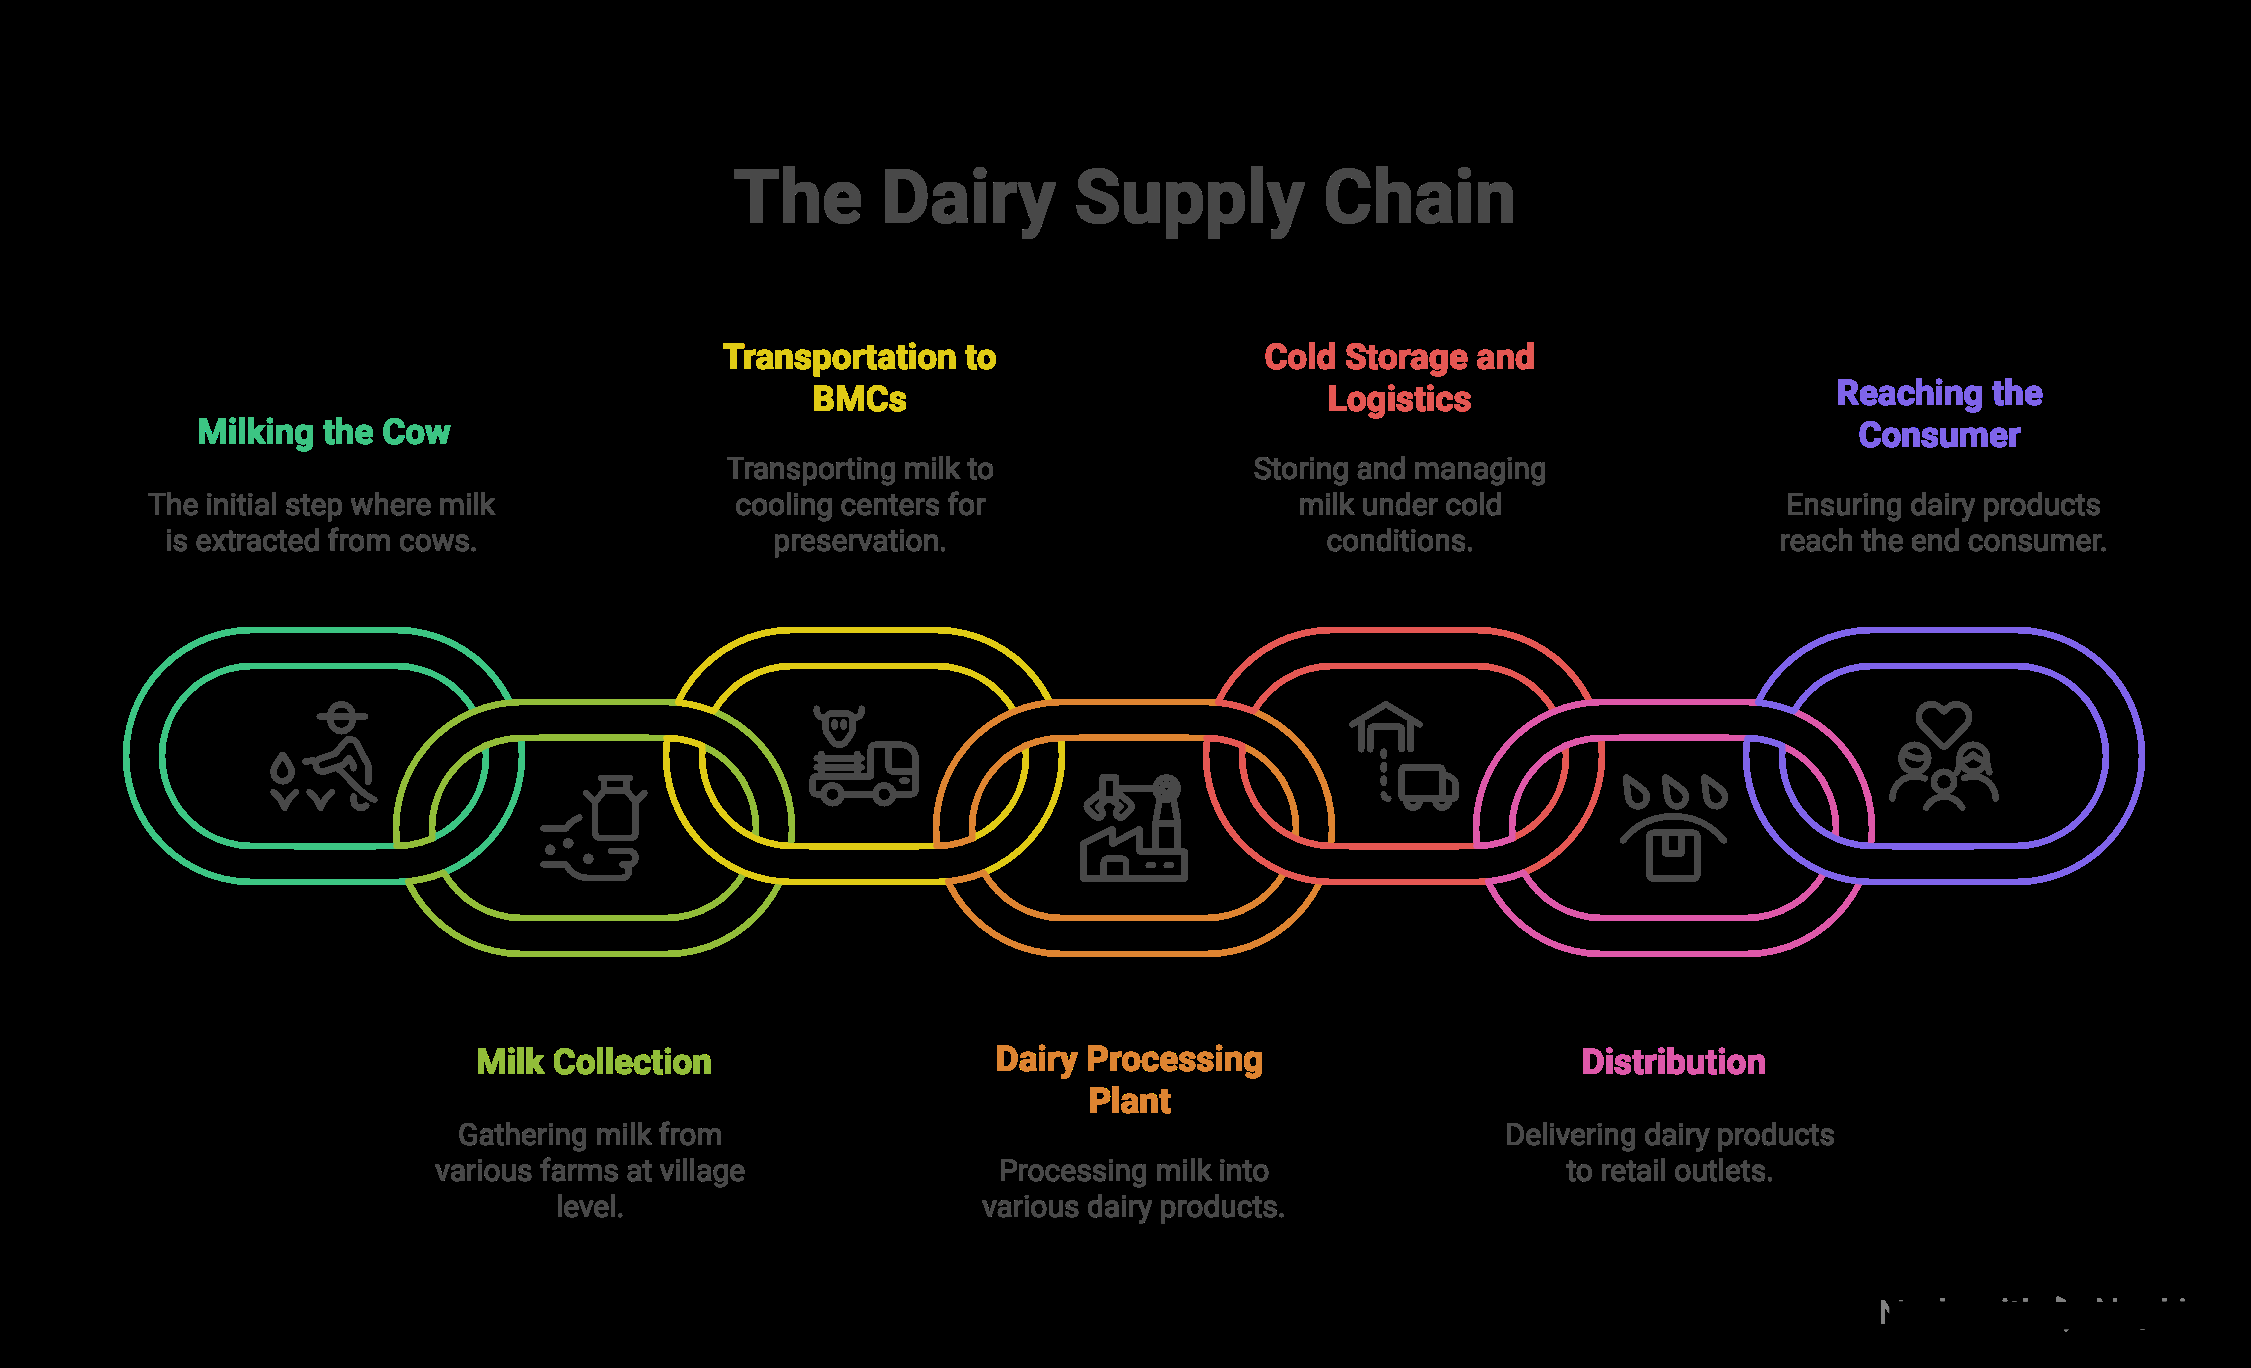 The Dairy Supply Chain
Milking the Cow
The initial step where milk
is extracted from cows.
Milk Collection
Gathering milk from
various farms at village
level.
Transportation to
BMCs
Transporting milk to
cooling centers for
preservation.
Dairy Processing
Plant
Processing milk into
various dairy products.
Cold Storage and
Logistics
Storing and managing
milk under cold
conditions.
Distribution
Delivering dairy products
to retail outlets.
Reaching the
Consumer
Ensuring dairy products
reach the end consumer.